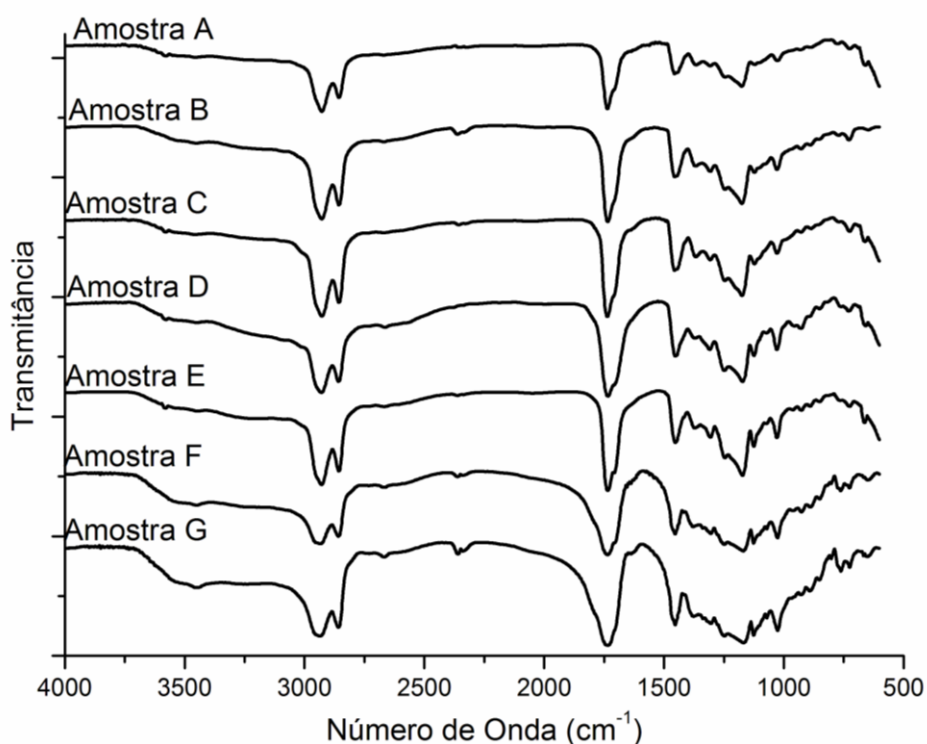 Amostra A
Amostra B
Amostra C
Amostra D
Amostra E
Amostra F
Amostra G
Transmitância
4000 3500 3000 2500 2000 1500 1000 500
Número de Onda (cm⁻¹)